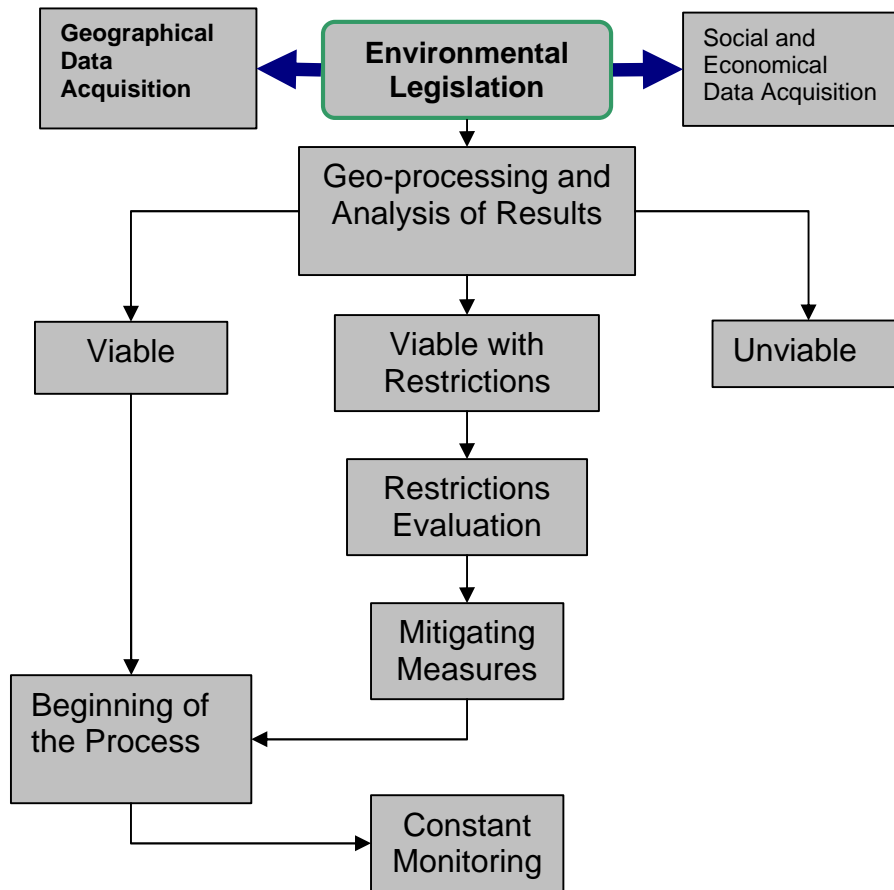 Geographical
Data
Acquisition
Environmental
Legislation
Social and
Economical
Data Acquisition
Geo-processing and
Analysis of Results
Viable
Viable with
Restrictions
Unviable
Restrictions
Evaluation
Mitigating
Measures
Beginning of
the Process
Constant
Monitoring